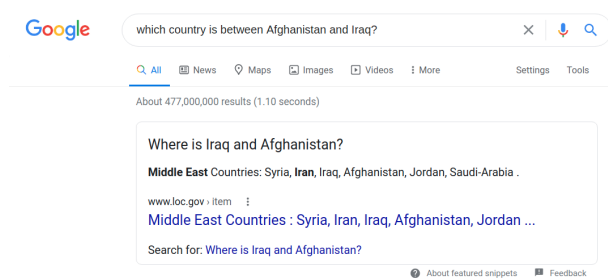 Google
which country is between Afghanistan and Iraq?
All News Maps Images Videos More Settings Tools
About 477,000,000 results (1.10 seconds)
Where is Iraq and Afghanistan?
Middle East Countries: Syria, Iran, Iraq, Afghanistan, Jordan, Saudi-Arabia .
www.loc.gov › item
Middle East Countries : Syria, Iran, Iraq, Afghanistan, Jordan ...
Search for: Where is Iraq and Afghanistan?
About featured snippets Feedback